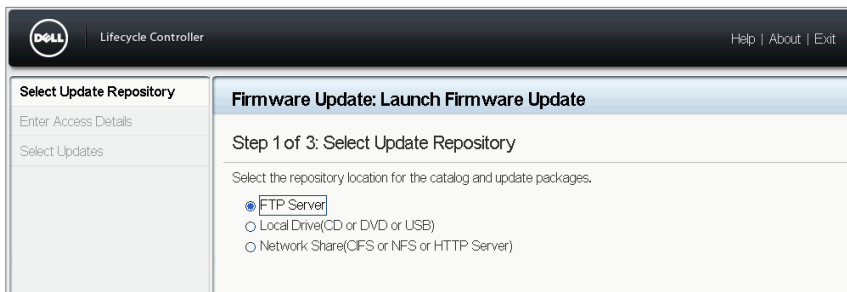 DELL
Lifecycle Controller
Help | About | Exit
Select Update Repository
Enter Access Details
Select Updates
Firmware Update: Launch Firmware Update
Step 1 of 3: Select Update Repository
Select the repository location for the catalog and update packages.
FTP Server
Local Drive(CD or DVD or USB)
Network Share(CIFS or NFS or HTTP Server)